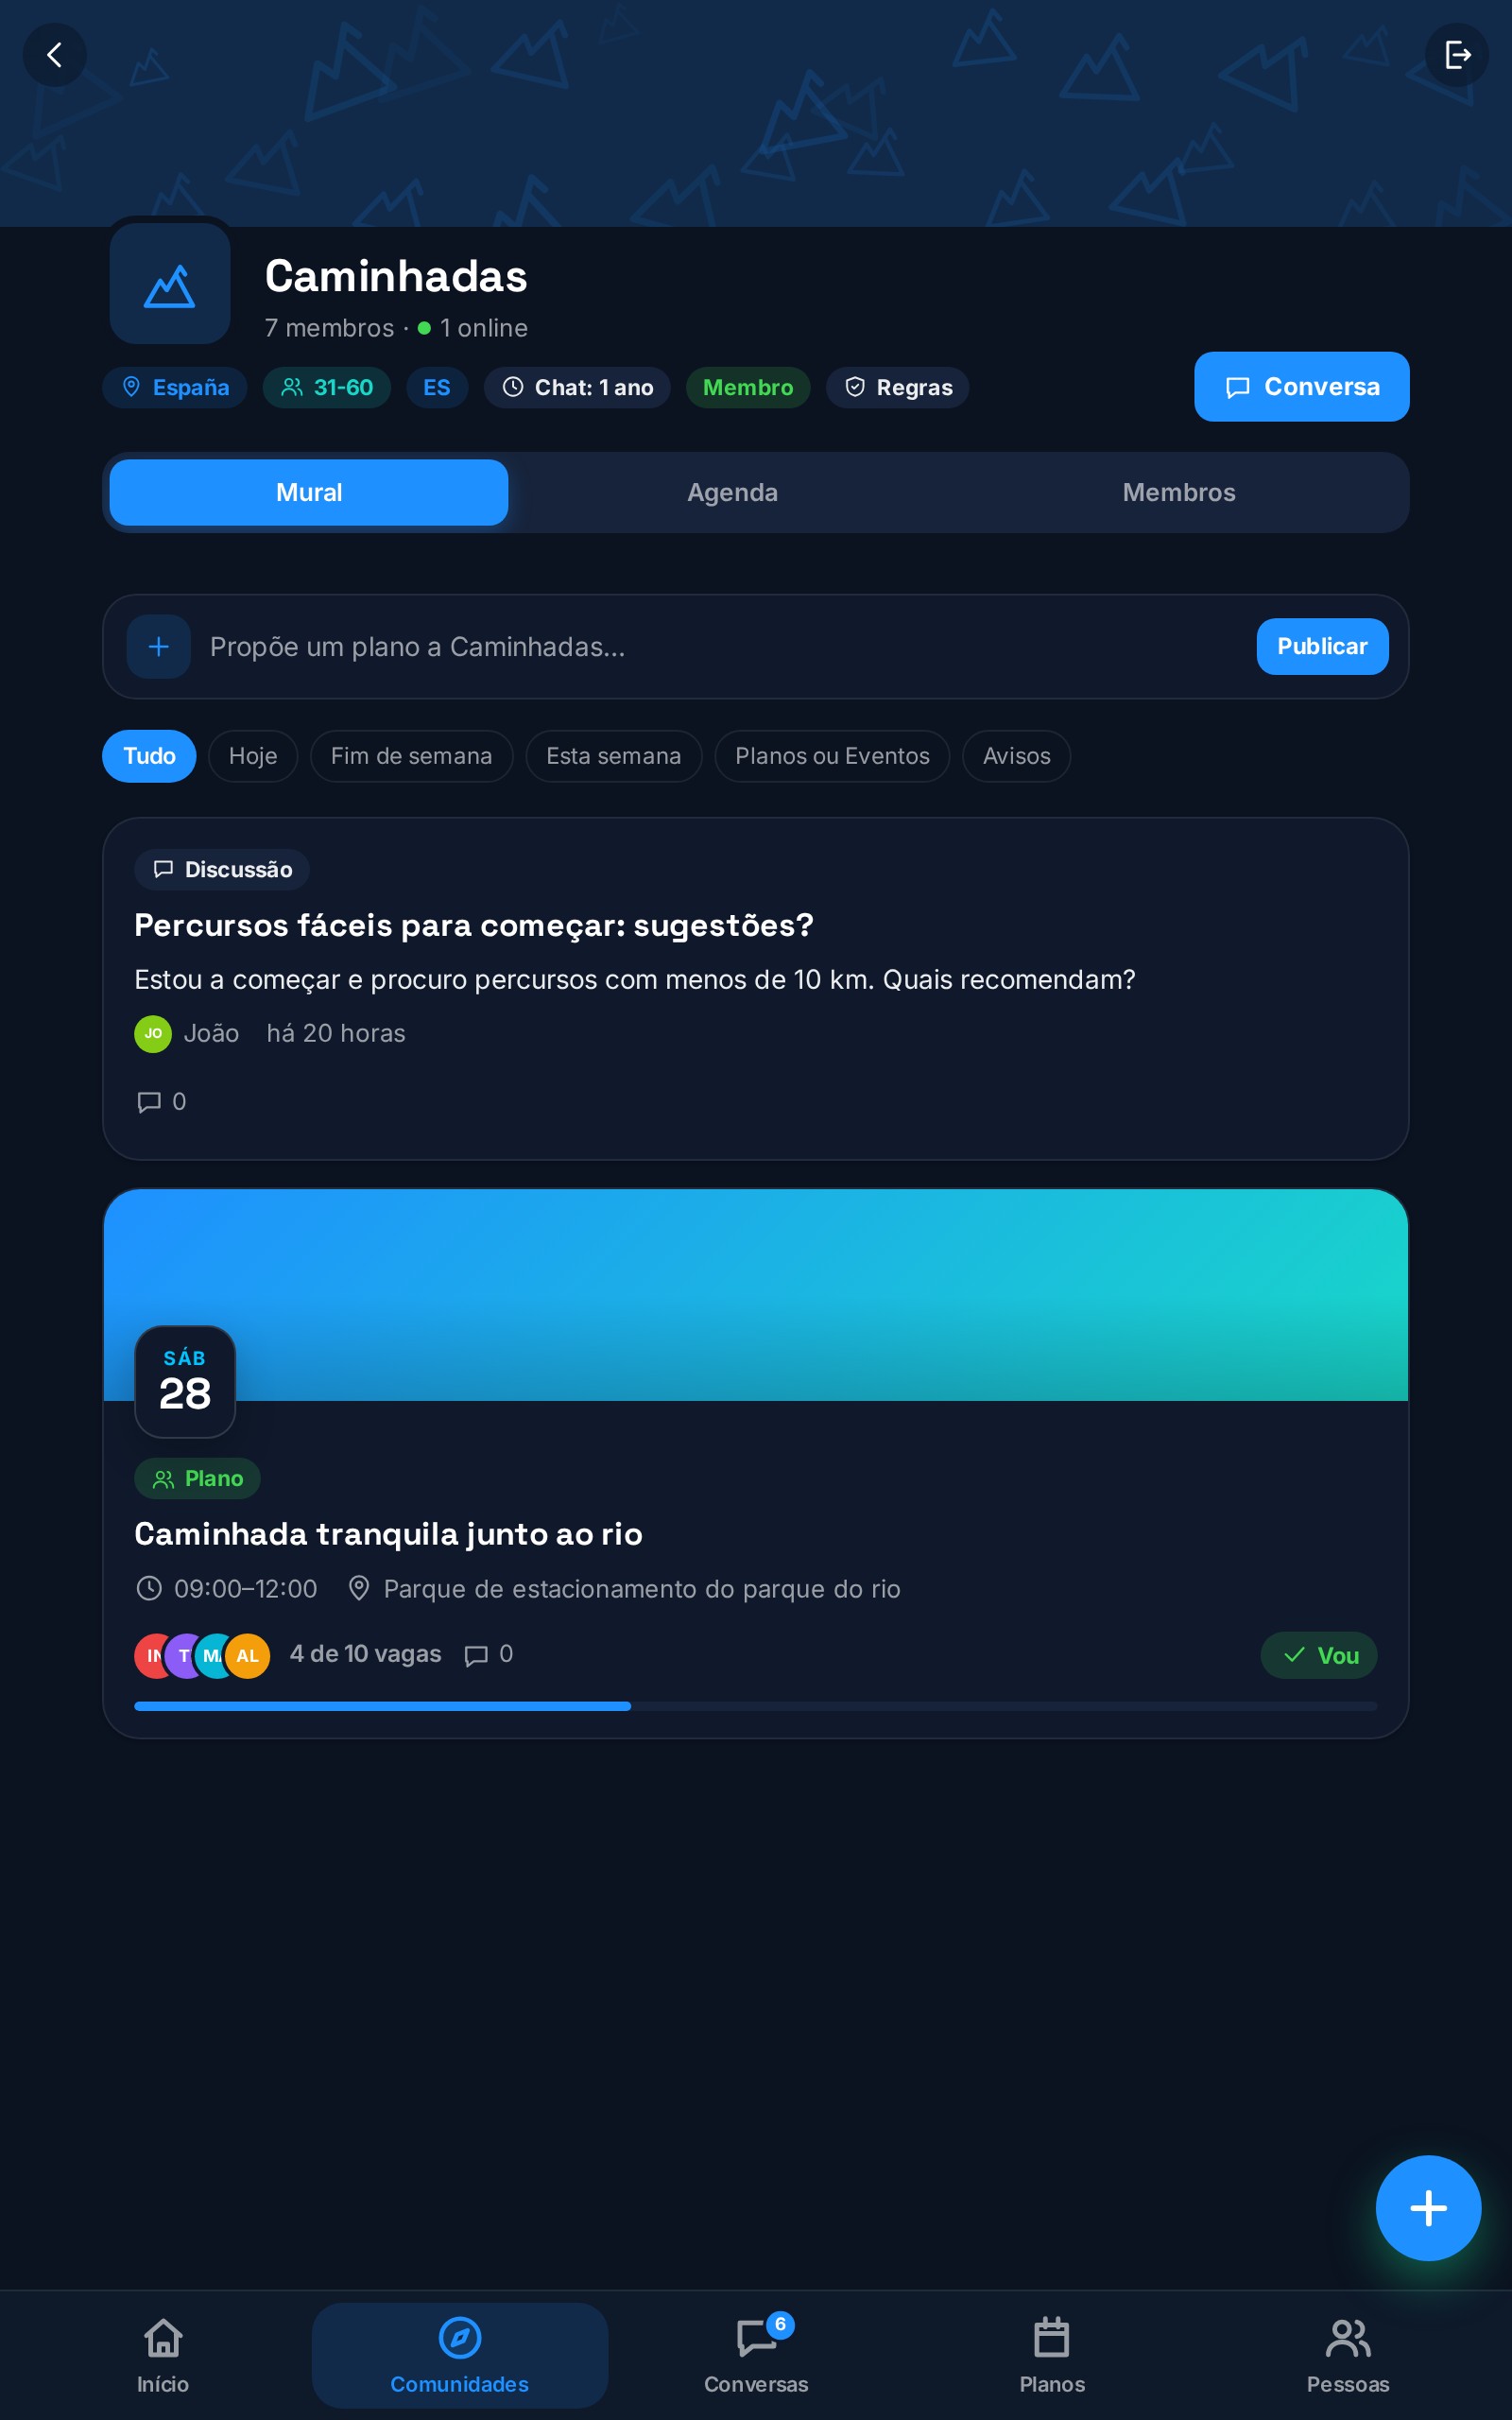 Caminhadas
7 membros · 1 online
España 31-60 ES Chat: 1 ano Membro Regras
Conversa
Mural Agenda Membros
Propõe um plano a Caminhadas...
Publicar
Tudo Hoje Fim de semana Esta semana Planos ou Eventos Avisos
Discussão
Percursos fáceis para começar: sugestões?
Estou a começar e procuro percursos com menos de 10 km. Quais recomendam?
JO João há 20 horas
0
SÁB
28
Plano
Caminhada tranquila junto ao rio
09:00–12:00 Parque de estacionamento do parque do rio
AL 4 de 10 vagas 0 Vou
6
Início Comunidades Conversas Planos Pessoas